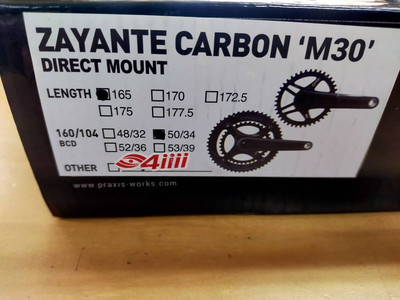 ZAYANTE CARBON 'M30'
DIRECT MOUNT
LENGTH 165 170 172.5
175 177.5
160/104 48/32 50/34
BCD 52/36 53/39
OTHER 4iiii
www.praxis-works.com